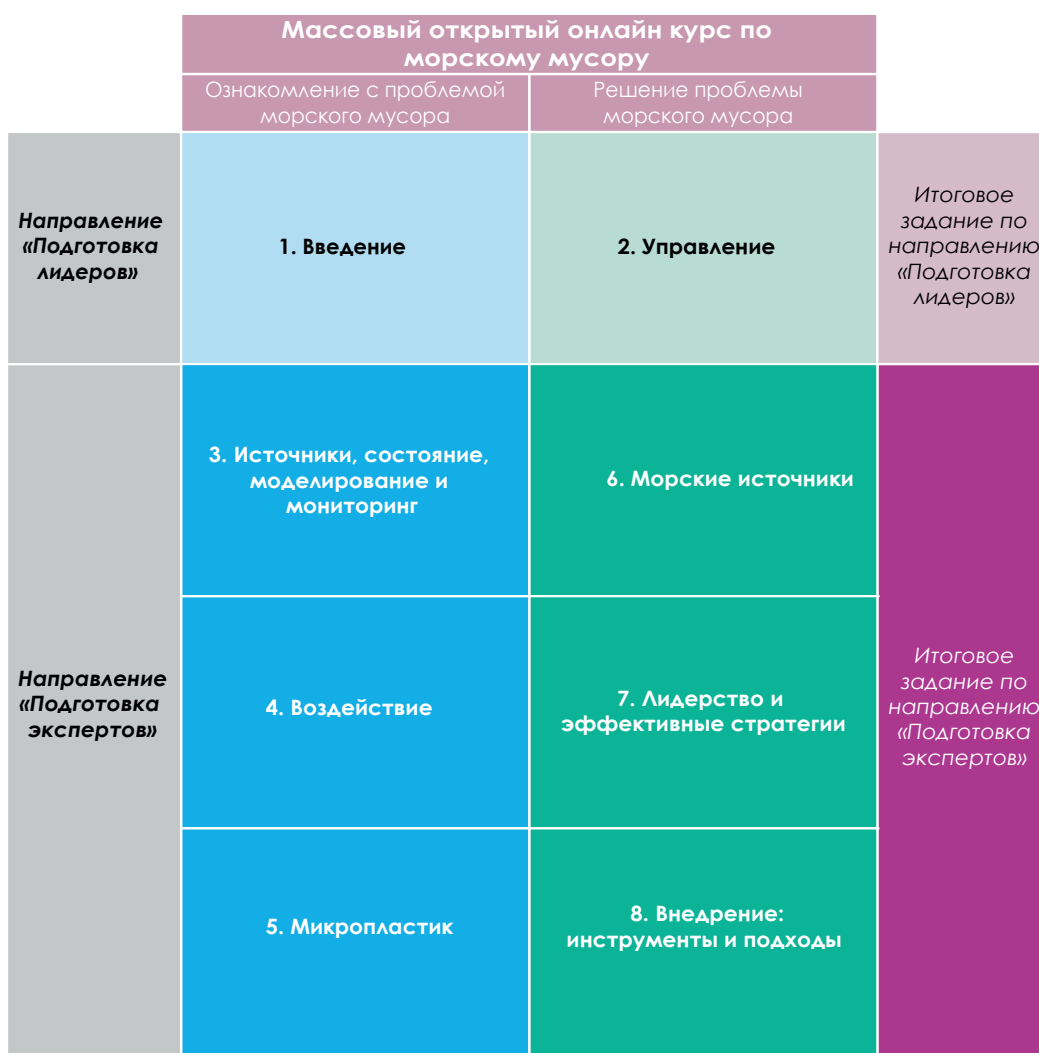 Массовый открытый онлайн курс по
морскому мусору
Ознакомление с проблемой
морского мусора
Решение проблемы
морского мусора
Направление
«Подготовка
лидеров»
1. Введение
2. Управление
Итоговое
задание по
направлению
«Подготовка
лидеров»
Направление
«Подготовка
экспертов»
3. Источники, состояние,
моделирование и
мониторинг
6. Морские источники
4. Воздействие
7. Лидерство и
эффективные стратегии
5. Микропластик
8. Внедрение:
инструменты и подходы
Итоговое
задание по
направлению
«Подготовка
экспертов»